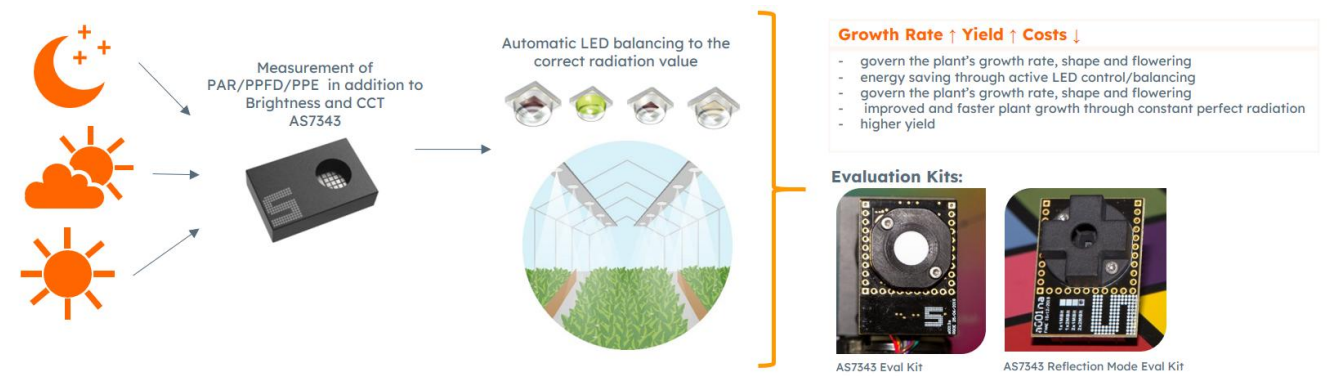 Measurement of
PAR/PPFD/PPE in addition to
Brightness and CCT
AS7343
Automatic LED balancing to the
correct radiation value
Growth Rate ↑ Yield ↑ Costs ↓
- govern the plant's growth rate, shape and flowering
- energy saving through active LED control/balancing
- govern the plant's growth rate, shape and flowering
- improved and faster plant growth through constant perfect radiation
- higher yield
Evaluation Kits:
AS7343 Eval Kit
AS7343 Reflection Mode Eval Kit